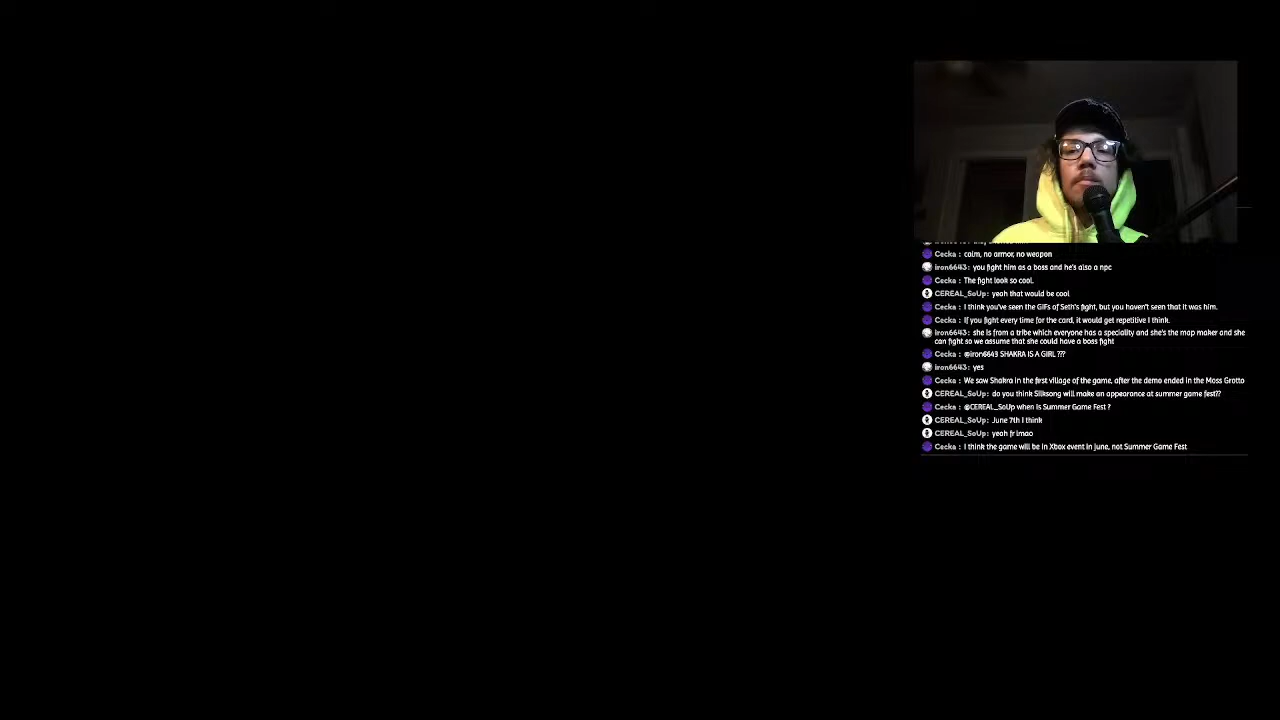 Cecka : calm, no armor, no weapon
iron6643 : you fight him as a boss and he's also a npc
Cecka : The fight look so cool.
CEREAL_SoUp : yeah that would be cool
Cecka : I think you've seen the GIFs of Seth's fight, but you haven't seen that it was him.
Cecka : If you fight every time for the card, it would get repetitive I think.
iron6643 : she is from a tribe which everyone has a speciality and she's the map maker and she
can fight so we assume that she could have a boss fight
Cecka : @iron6643 SHAKRA IS A GIRL ???
iron6643 : yes
Cecka : We saw Shakra in the first village of the game, after the demo ended in the Moss Grotto
CEREAL_SoUp : do you think Silksong will make an appearance at summer game fest??
Cecka : @CEREAL_SoUp when is Summer Game Fest ?
CEREAL_SoUp : June 7th I think
CEREAL_SoUp : yeah fr lmao
Cecka : I think the game will be in Xbox event in june, not Summer Game Fest